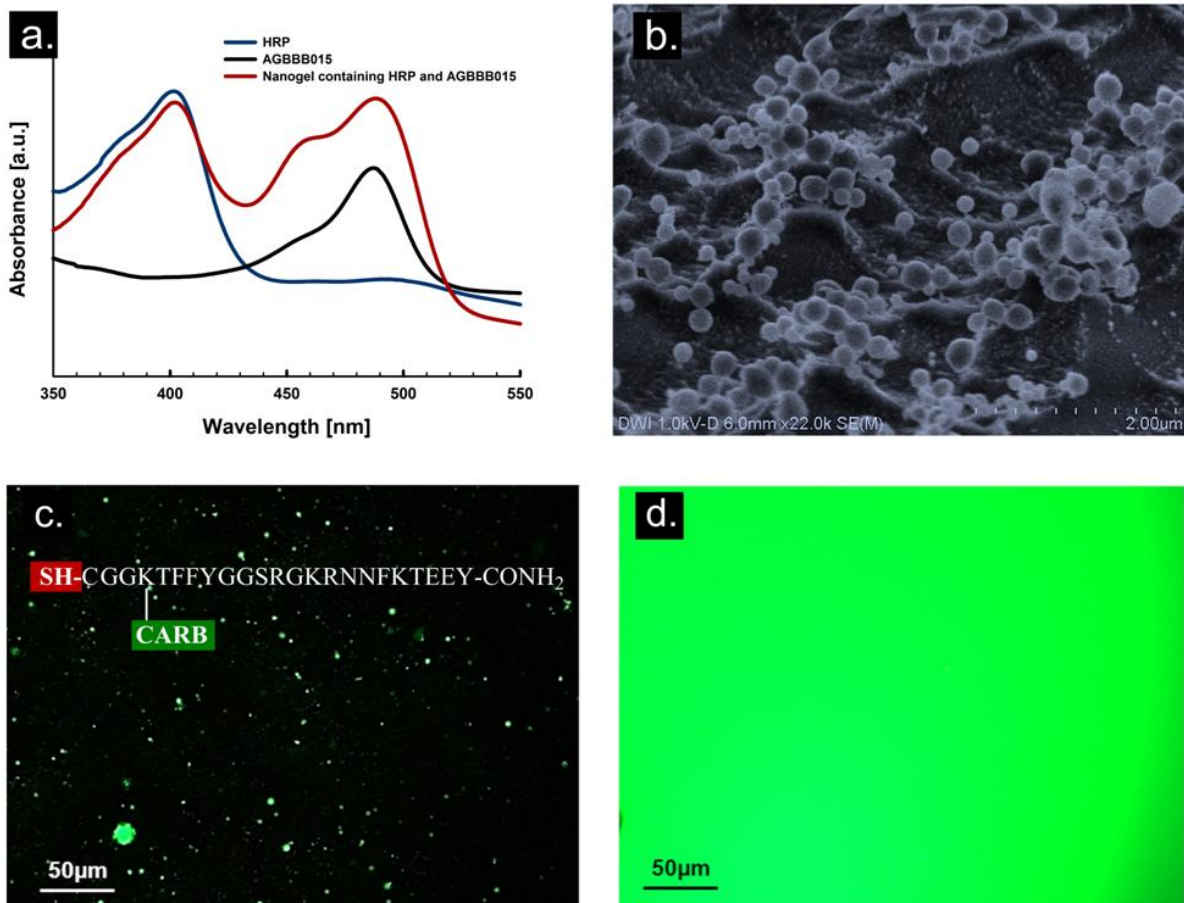 a.
HRP
AGBBB015
Nanogel containing HRP and AGBBB015
Absorbance [a.u.]
350 400 450 500 550
Wavelength [nm]
b.
DWI 1.0kV-D 6.0mm x22.0k SE(M) 2.00um
c.
SH-CGGKTFFYGGSRGKRNNFKTEEY-CONH₂
CARB
50µm
d.
50µm